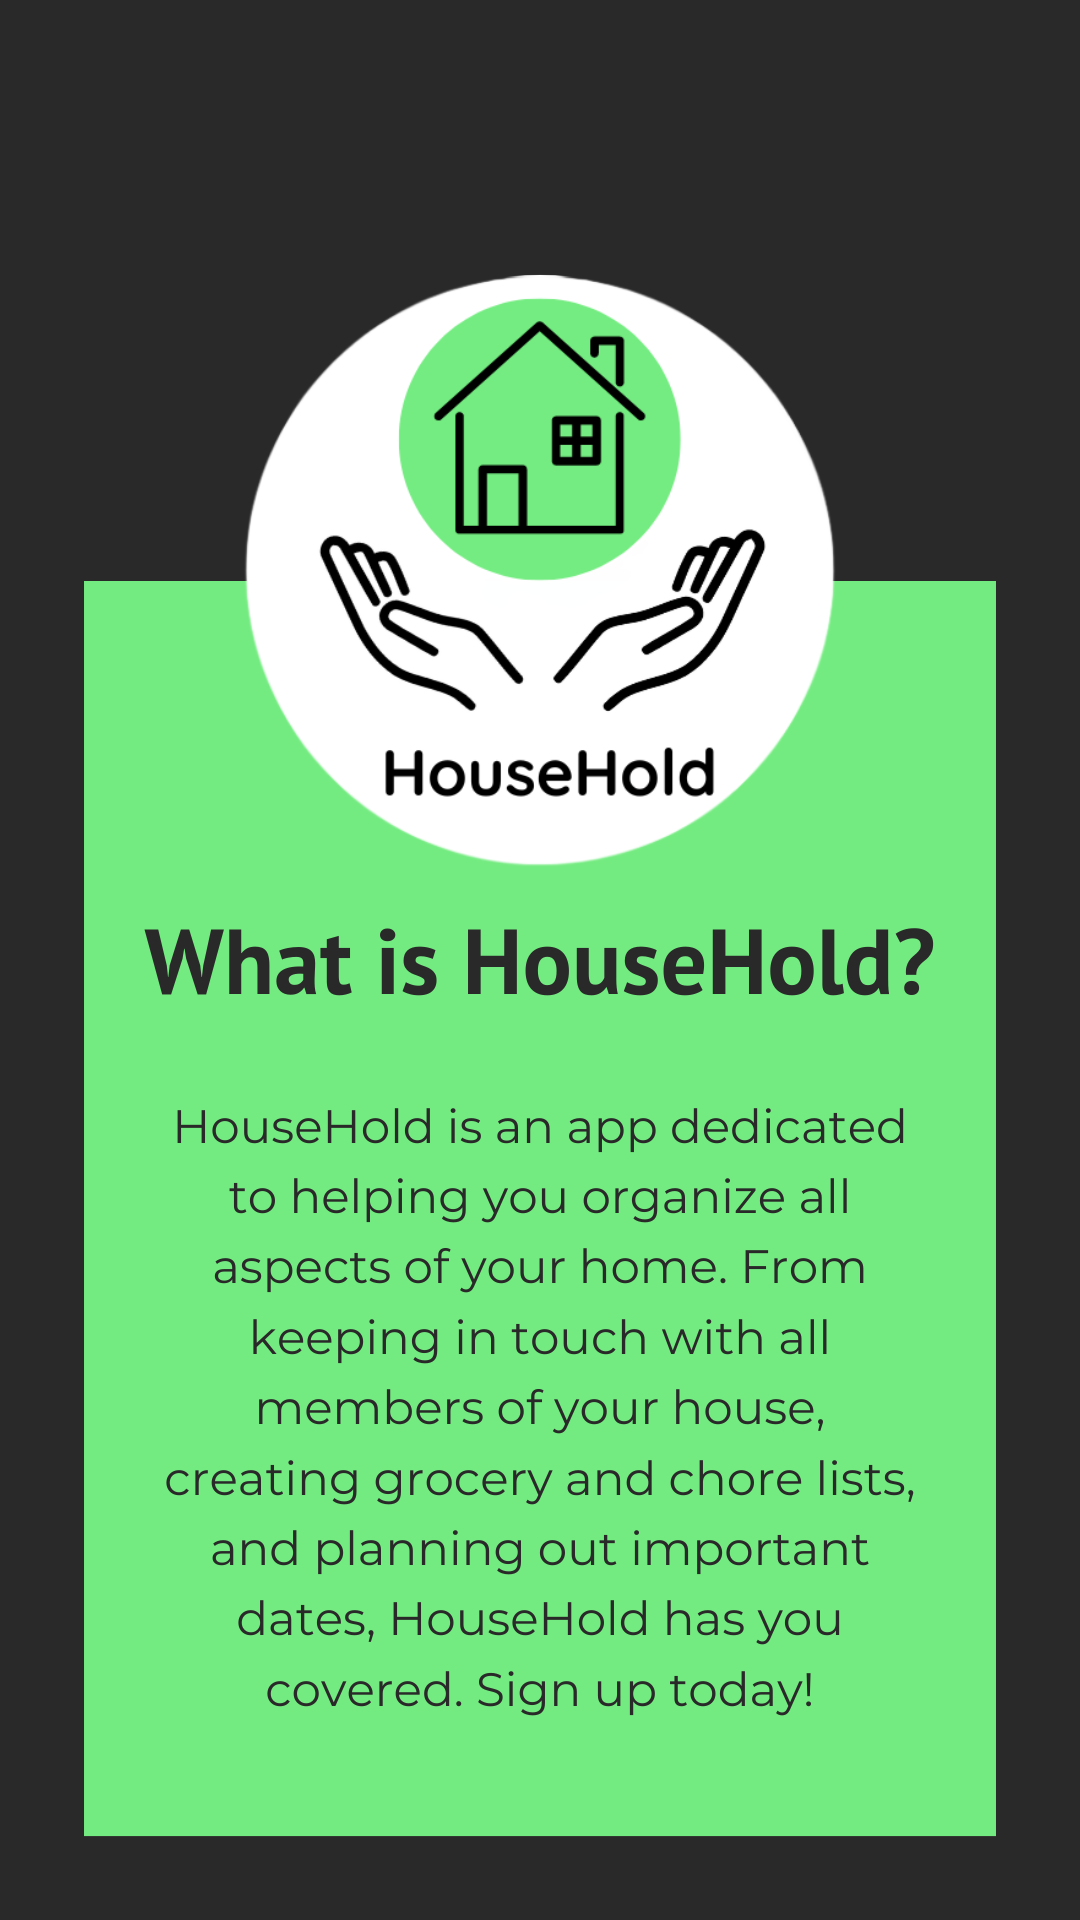 HouseHold
What is HouseHold?
HouseHold is an app dedicated
to helping you organize all
aspects of your home. From
keeping in touch with all
members of your house,
creating grocery and chore lists,
and planning out important
dates, HouseHold has you
covered. Sign up today!